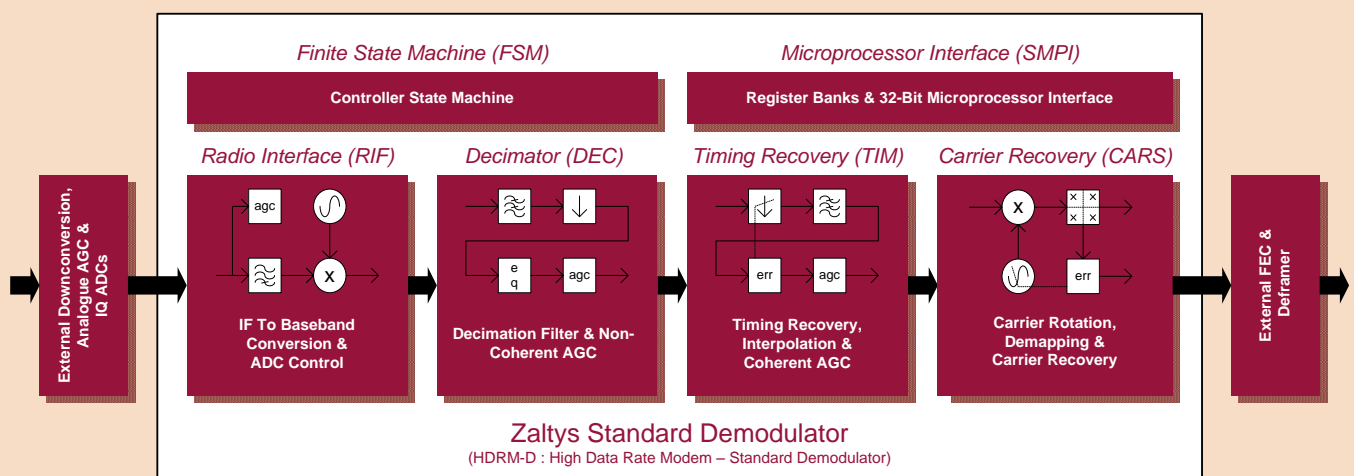 Finite State Machine (FSM)
Microprocessor Interface (SMPI)
Controller State Machine
Register Banks & 32-Bit Microprocessor Interface
Radio Interface (RIF)
Decimator (DEC)
Timing Recovery (TIM)
Carrier Recovery (CARS)
External Downconversion,
Analogue AGC &
IQ ADCs
agc
X
IF To Baseband
Conversion &
ADC Control
e
q
agc
Decimation Filter & Non-
Coherent AGC
err
agc
Timing Recovery,
Interpolation &
Coherent AGC
X
× ×
× ×
err
Carrier Rotation,
Demapping &
Carrier Recovery
External FEC &
Deframer
Zaltys Standard Demodulator
(HDRM-D : High Data Rate Modem – Standard Demodulator)